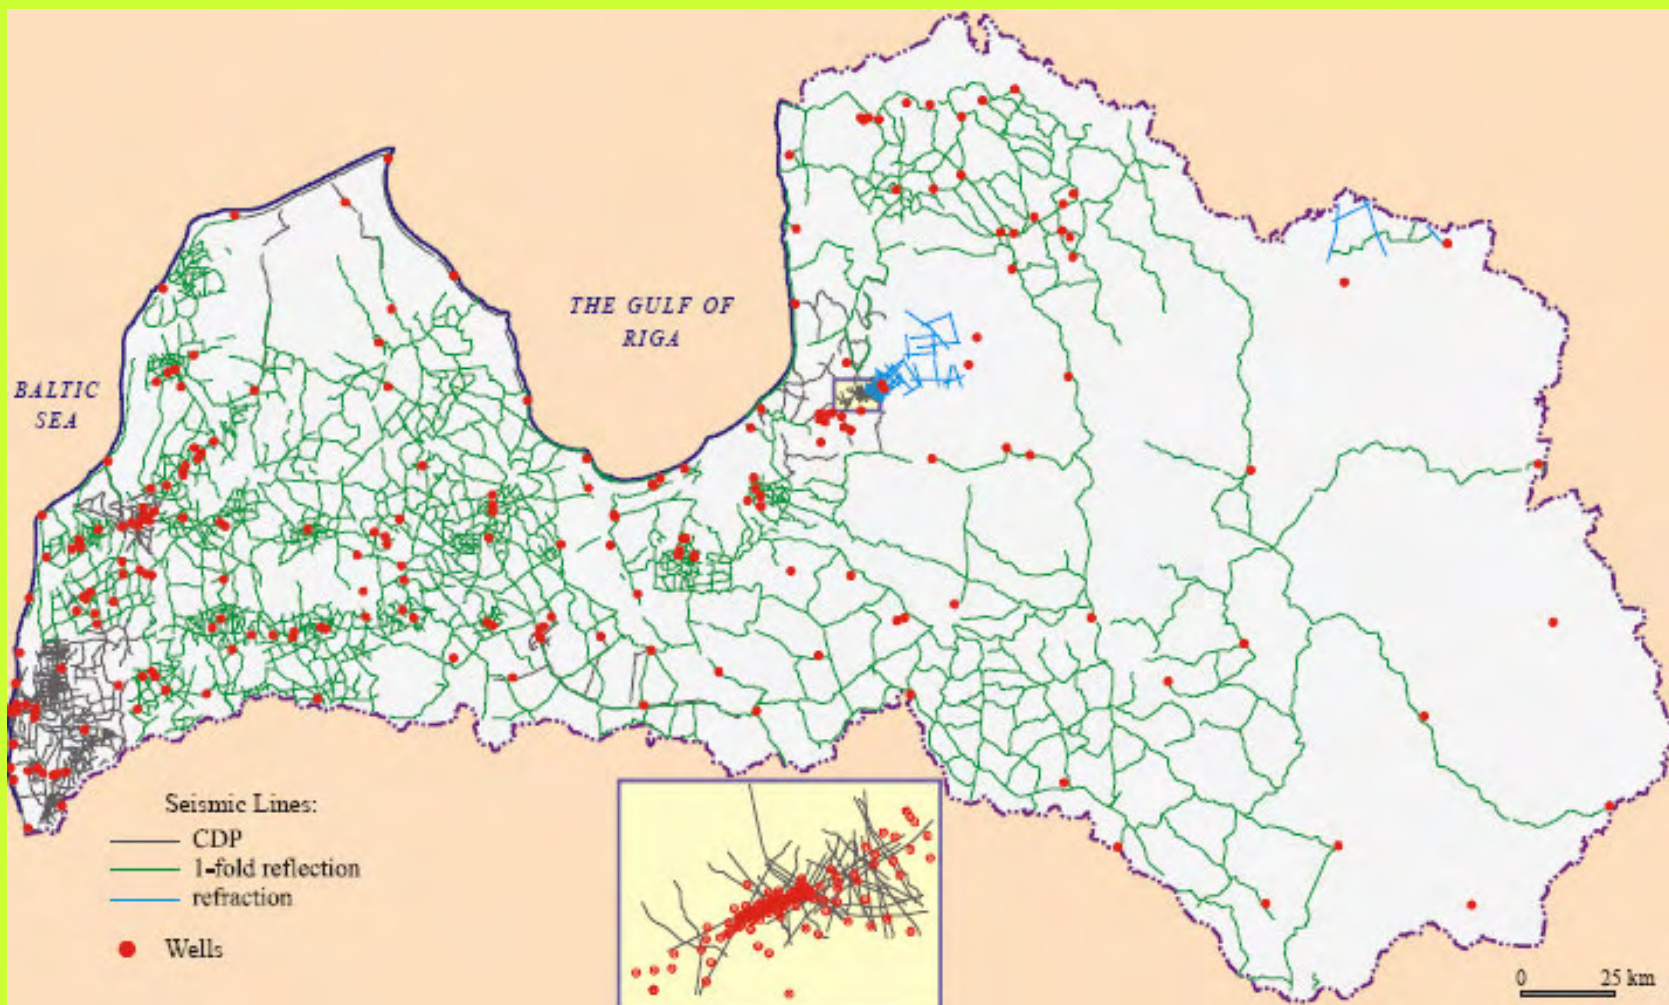 THE GULF OF
RIGA
BALTIC
SEA
Seismic Lines:
CDP
1-fold reflection
refraction
Wells
0 25 km